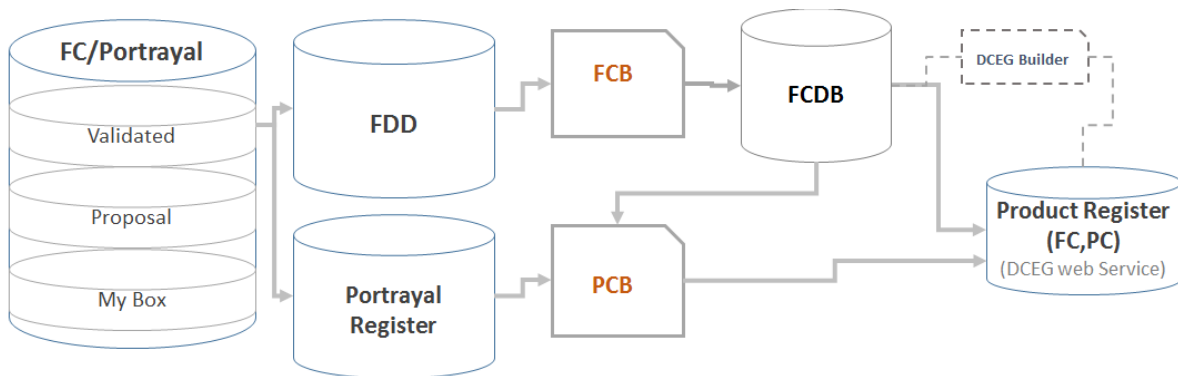 FC/Portrayal
Validated
Proposal
My Box
FDD
Portrayal
Register
FCB
PCB
FCDB
DCEG Builder
Product Register
(FC,PC)
(DCEG web Service)